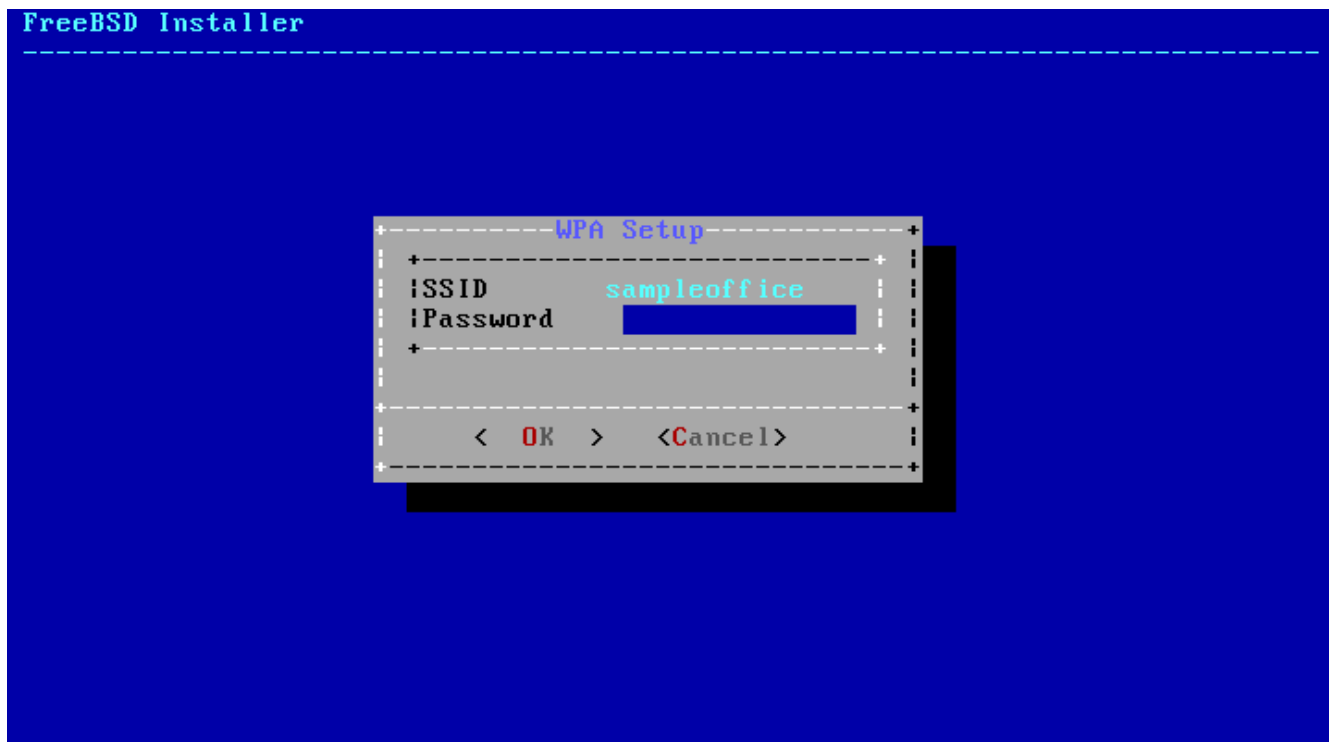 FreeBSD Installer
WPA Setup
SSID sampleoffice
Password
< OK > <Cancel>